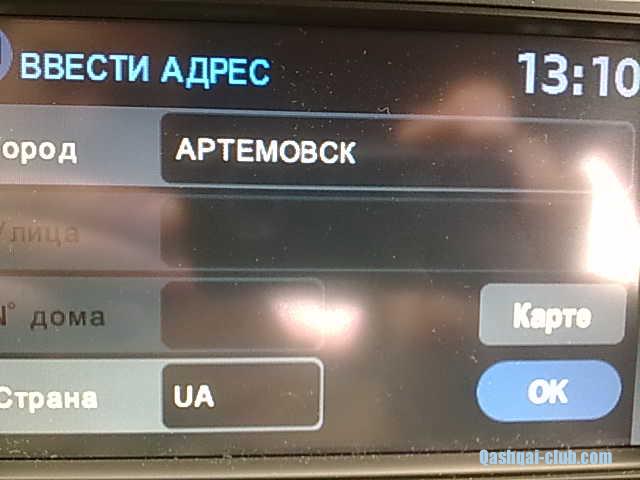 ВВЕСТИ АДРЕС 13:10
ород АРТЕМОВСК
Улица
N° дома Карте
Страна UA OK
Qashqai-club.com